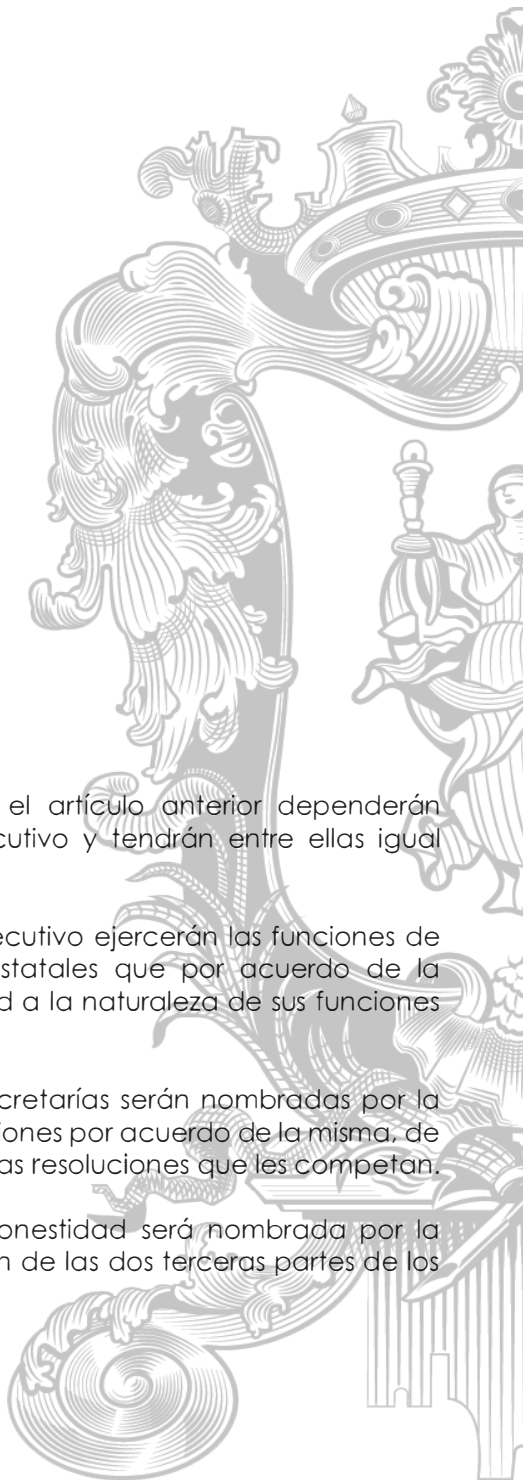 el artículo anterior dependerán
cutivo y tendrán entre ellas igual
ecutivo ejercerán las funciones de
statales que por acuerdo de la
d a la naturaleza de sus funciones
cretarías serán nombradas por la
iones por acuerdo de la misma, de
as resoluciones que les competan.
onestidad será nombrada por la
n de las dos terceras partes de los